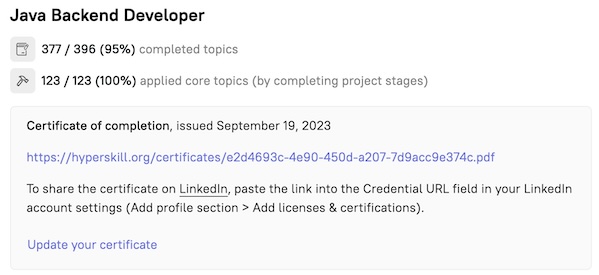 Java Backend Developer
377 / 396 (95%) completed topics
123 / 123 (100%) applied core topics (by completing project stages)
Certificate of completion, issued September 19, 2023
https://hyperskill.org/certificates/e2d4693c-4e90-450d-a207-7d9acc9e374c.pdf
To share the certificate on LinkedIn, paste the link into the Credential URL field in your LinkedIn
account settings (Add profile section > Add licenses & certifications).
Update your certificate